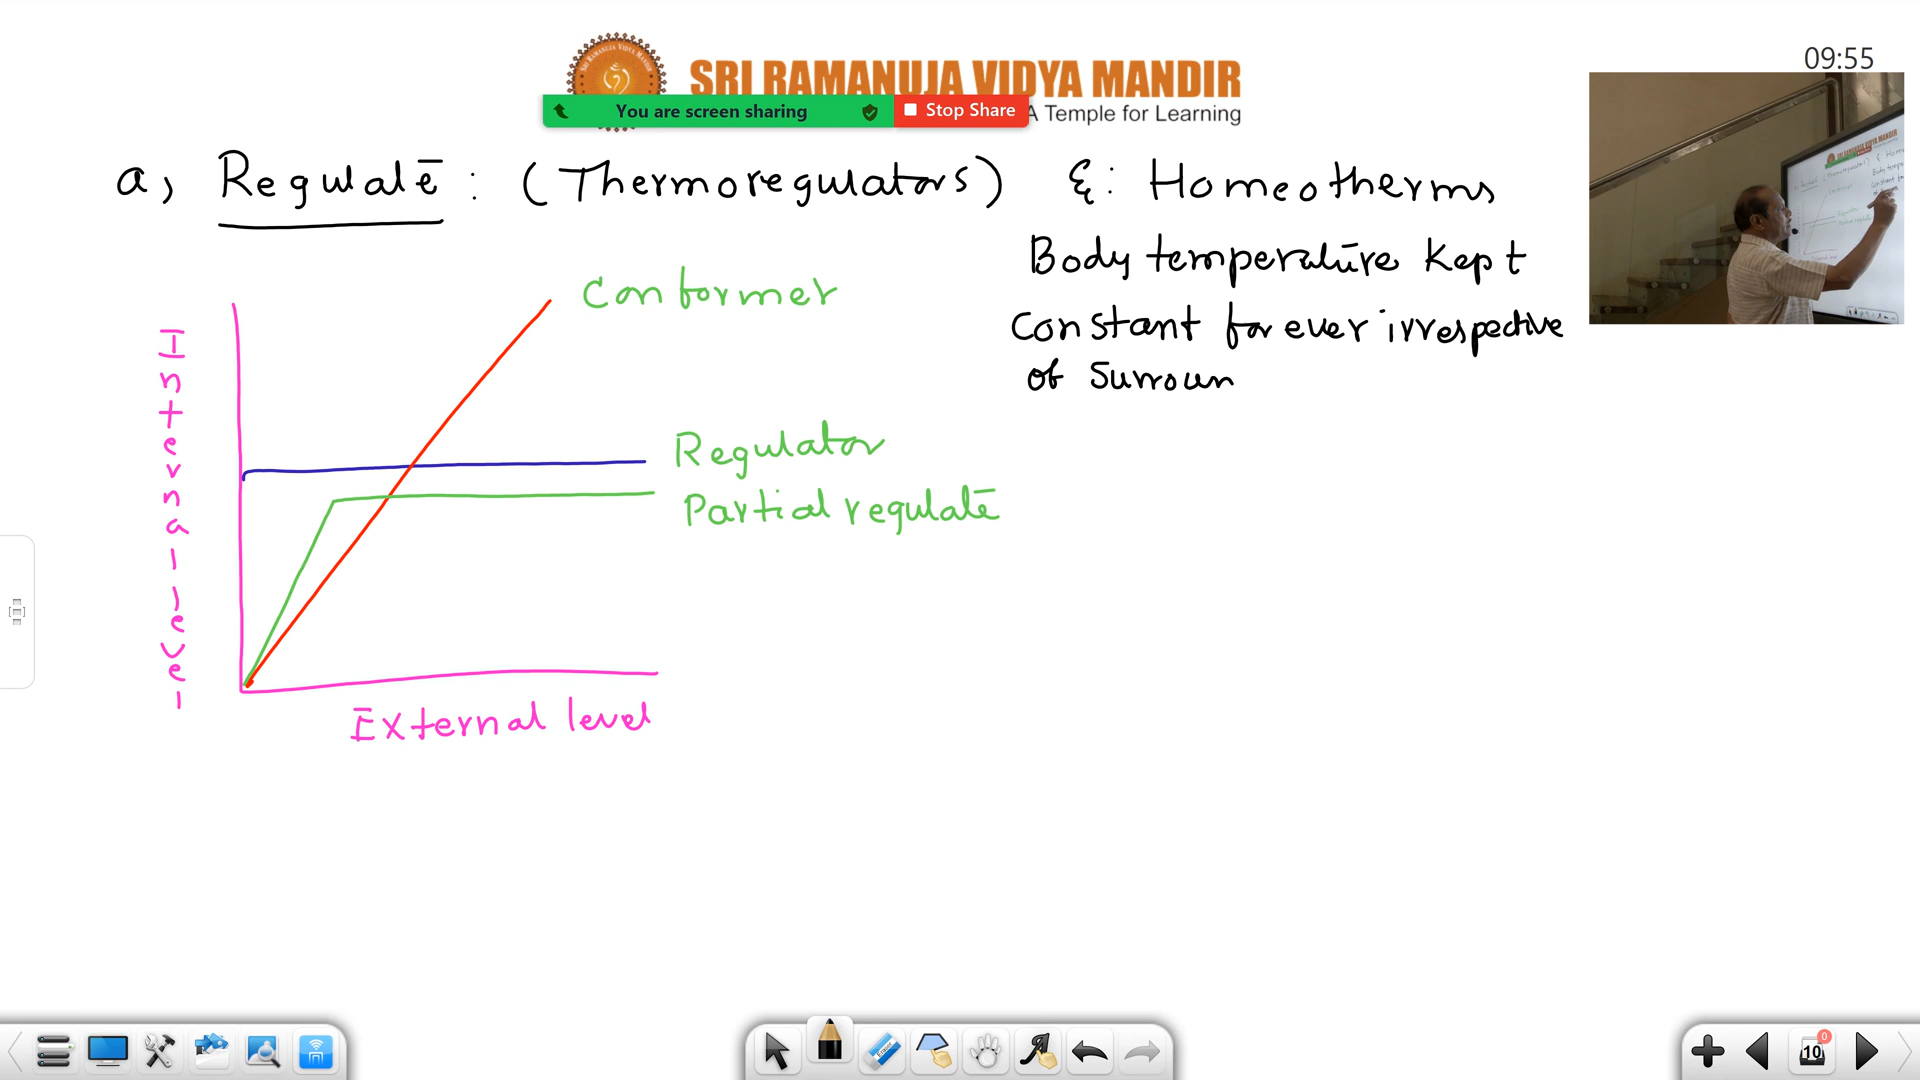 SRI RAMANUJA VIDYA MANDIR
A Temple for Learning
You are screen sharing
Stop Share
09:55
a, Regulate : (Thermoregulators) &: Homeotherms
Body temperature kept
Constant for ever irrespective
of Surroun
Conformer
Regulator
Partial regulate
Internal level
External level
10
0